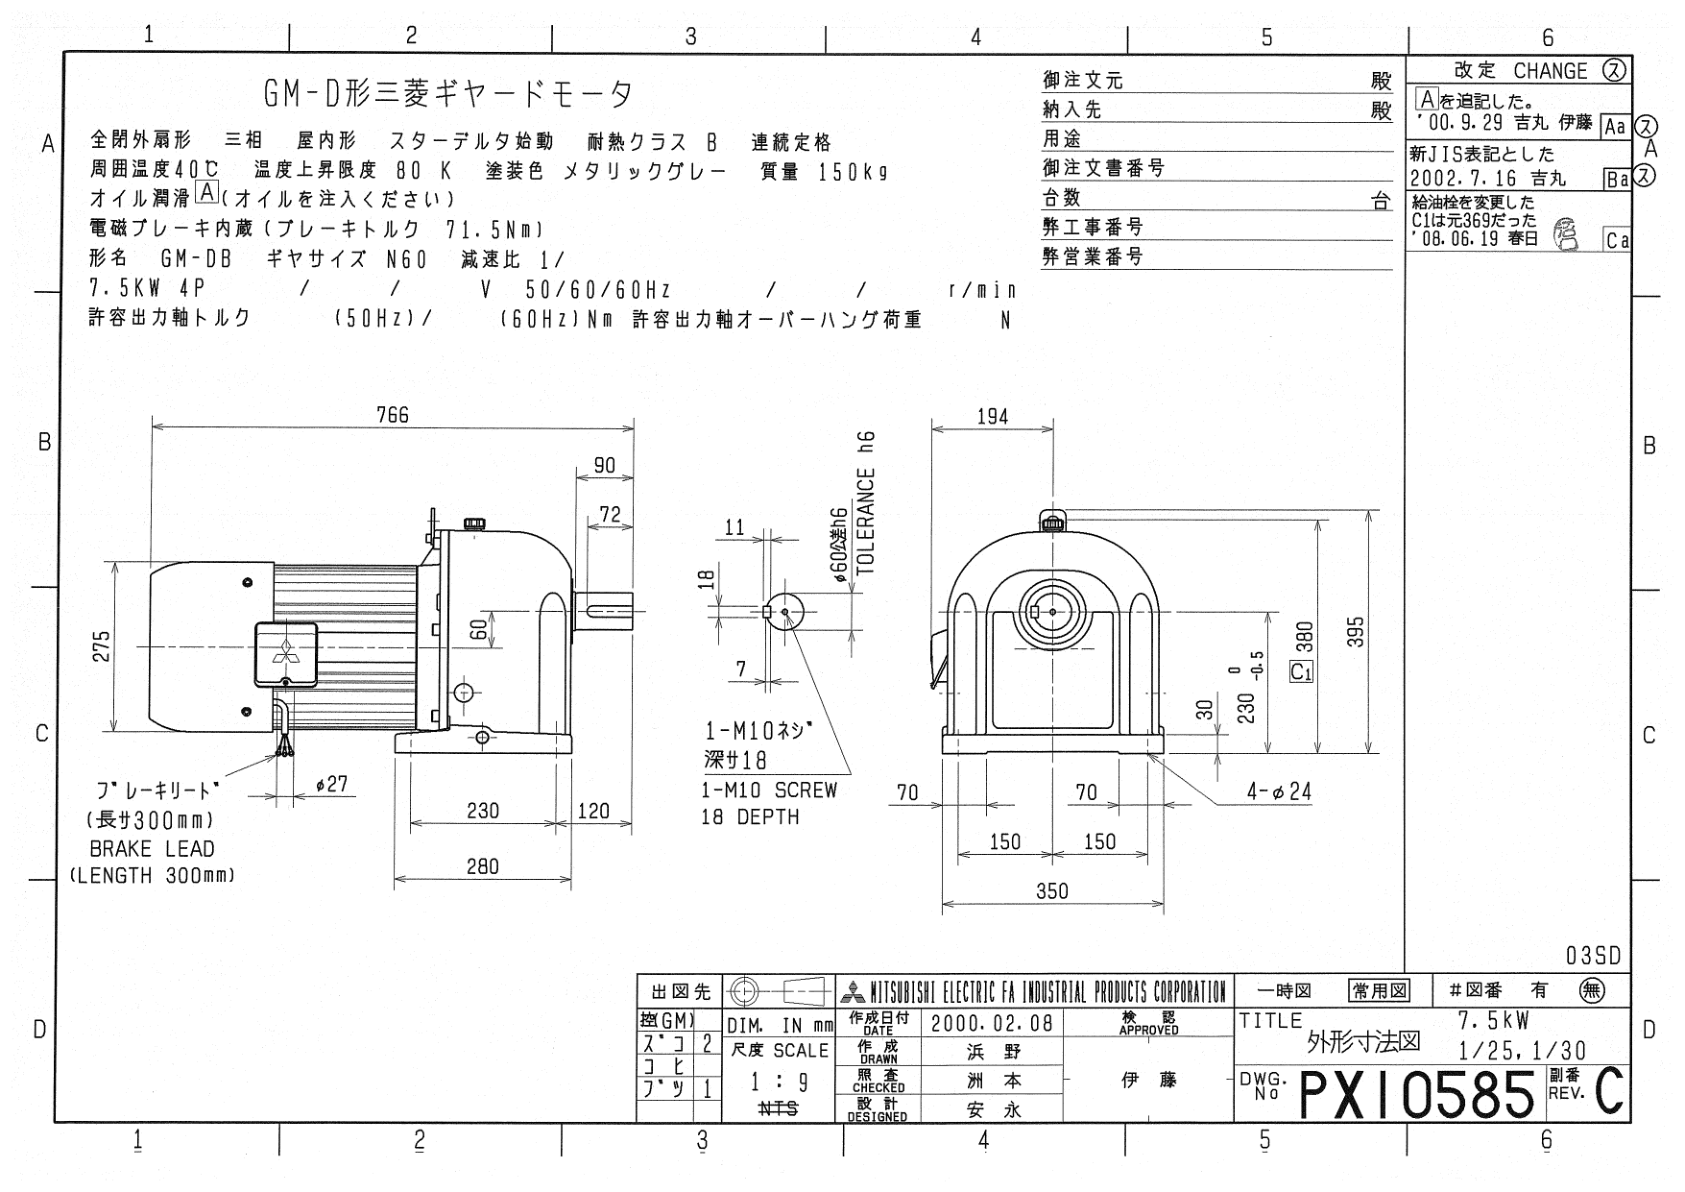 1 2 3 4 5 6
GM-D形三菱ギヤードモータ
全閉外扇形 三相 屋内形 スターデルタ始動 耐熱クラス B 連続定格
周囲温度40℃ 温度上昇限度 80 K 塗装色 メタリックグレー 質量 150kg
オイル潤滑 A (オイルを注入ください)
電磁ブレーキ内蔵(ブレーキトルク 71.5Nm)
形名 GM-DB ギヤサイズ N60 減速比 1/
7.5KW 4P / / V 50/60/60Hz / / r/min
許容出力軸トルク (50Hz)/ (60Hz)Nm 許容出力軸オーバーハング荷重 N
御注文元 殿
納入先 殿
用途
御注文書番号
台数 台
弊工事番号
弊営業番号
改定 CHANGE ス
Aを追記した。
'00.9.29 吉丸 伊藤 Aa ス
新JIS表記とした
2002.7.16 吉丸 Ba ス
給油栓を変更した
C1は元369だった
'08.06.19 春日 Ca
A A
B B
C C
D D
766
90
72
275
60
ブレーキリード
(長サ300mm)
BRAKE LEAD
(LENGTH 300mm)
φ27
230 120
280
11
18
7
φ60公差h6
TOLERANCE h6
1-M10ネジ
深サ18
1-M10 SCREW
18 DEPTH
194
30
230 0 -0.5
C1 380
395
70 70
4-φ24
150 150
350
03SD
出図先
控(GM)
ズコ 2
コヒ
ブツ 1
DIM. IN mm
尺度 SCALE
1 : 9
NTS
MITSUBISHI ELECTRIC FA INDUSTRIAL PRODUCTS CORPORATION
作成日付 DATE 2000.02.08
作成 DRAWN 浜野
照査 CHECKED 洲本
設計 DESIGNED 安永
検認 APPROVED
伊藤
一時図 常用図 #図番 有 無
TITLE 外形寸法図
7.5kW
1/25,1/30
DWG. No PX10585 副番 REV. C
1 2 3 4 5 6